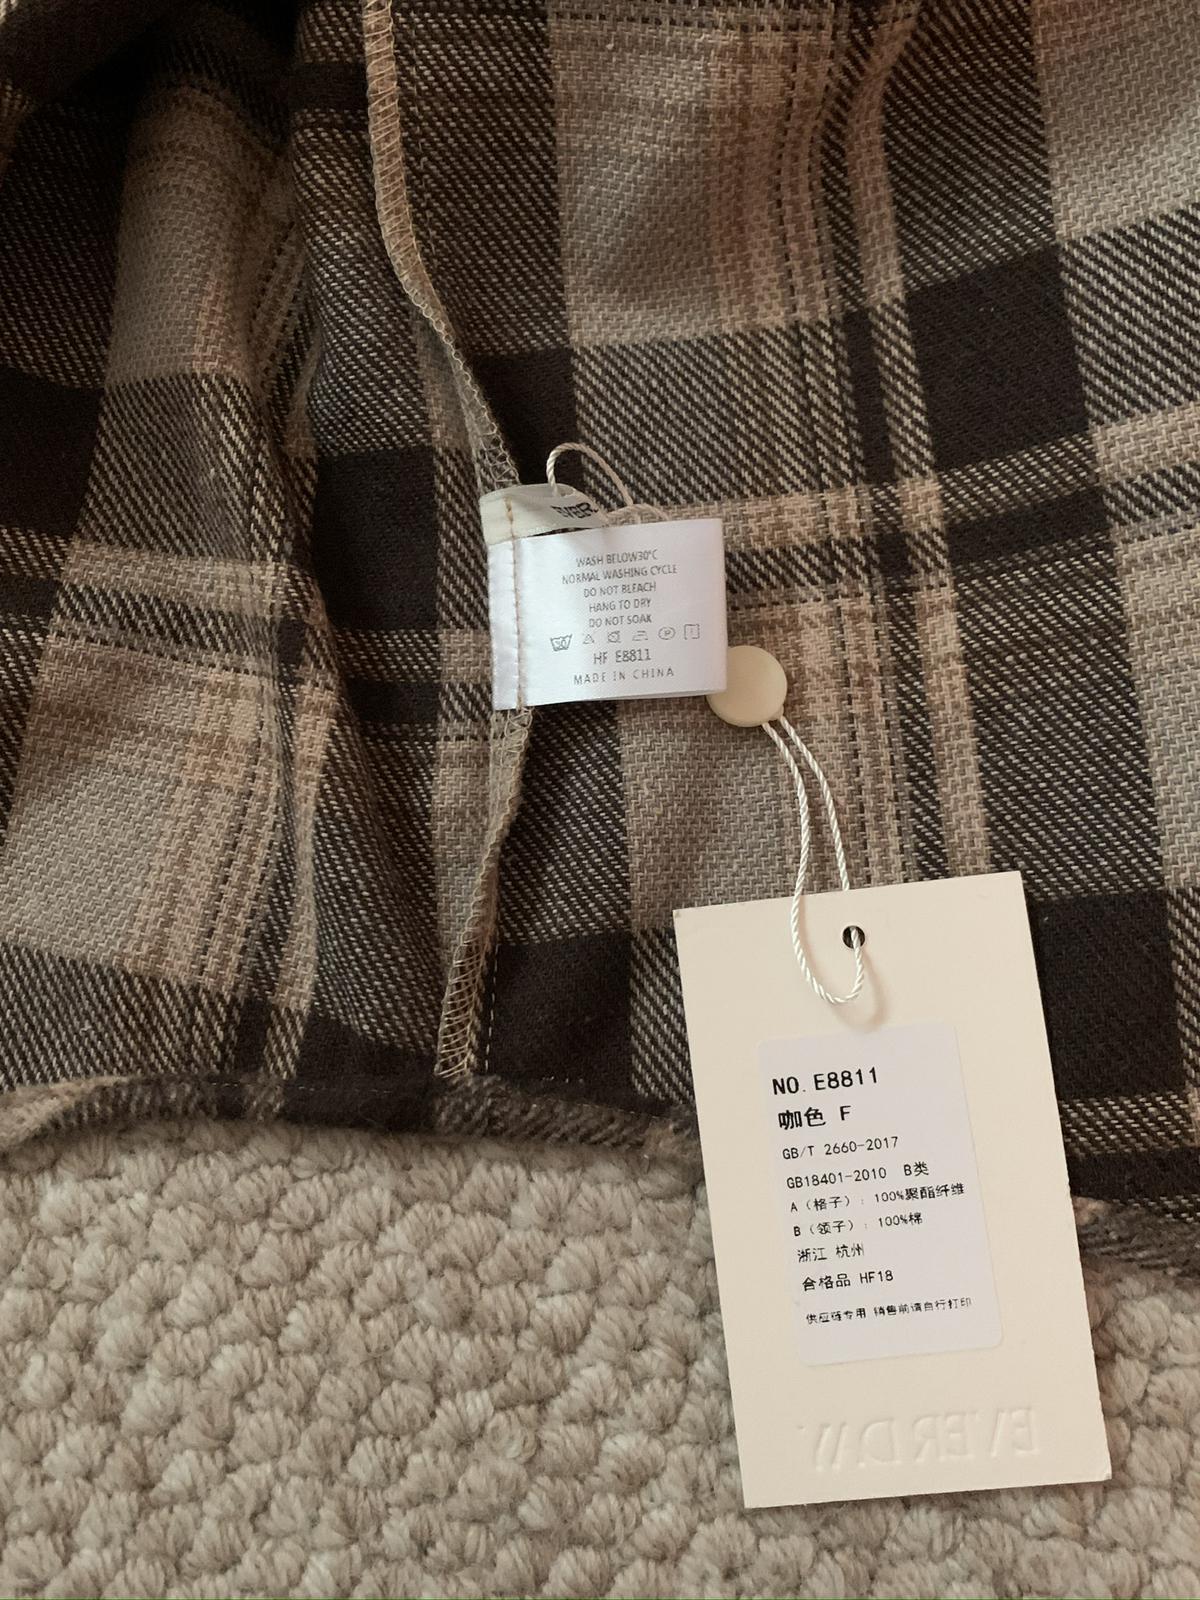 EVER
WASH BELOW30°C
NORMAL WASHING CYCLE
DO NOT BLEACH
HANG TO DRY
DO NOT SOAK
30 P
HF E8811
MADE IN CHINA
NO. E8811
咖色 F
GB/T 2660-2017
GB18401-2010 B类
A（格子）：100%聚酯纤维
B（领子）：100%棉
浙江 杭州
合格品 HF18
供应链专用 销售前请自行打印